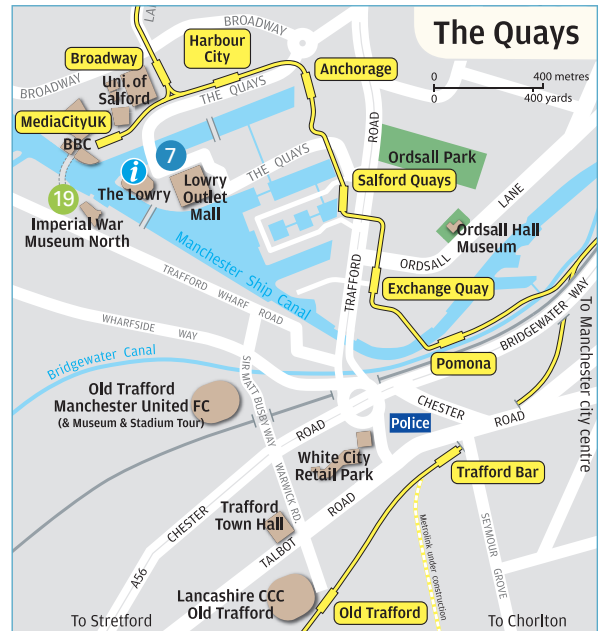 The Quays
0 400 metres
0 400 yards
LAN
BROADWAY
BROADWAY
Broadway
Harbour
City
Anchorage
Uni. of
Salford
THE QUAYS
MediaCityUK
BBC
ROAD
7
i
The Lowry
Lowry
Outlet
Mall
THE QUAYS
Ordsall Park
Salford Quays
LANE
19
Imperial War
Museum North
Ordsall Hall
Museum
Manchester Ship Canal
TRAFFORD
ORDSALL
Exchange Quay
TRAFFORD WHARF ROAD
WHARFSIDE WAY
BRIDGEWATER WAY
To Manchester city centre
Bridgewater Canal
Pomona
SIR MATT BUSBY WAY
Old Trafford
Manchester United FC
(& Museum & Stadium Tour)
CHESTER
ROAD
Police
ROAD
White City
Retail Park
Trafford Bar
WARWICK RD.
ROAD
Trafford
Town Hall
CHESTER
TALBOT
Metrolink under construction
SEYMOUR GROVE
A56
Lancashire CCC
Old Trafford
Old Trafford
To Stretford
To Chorlton